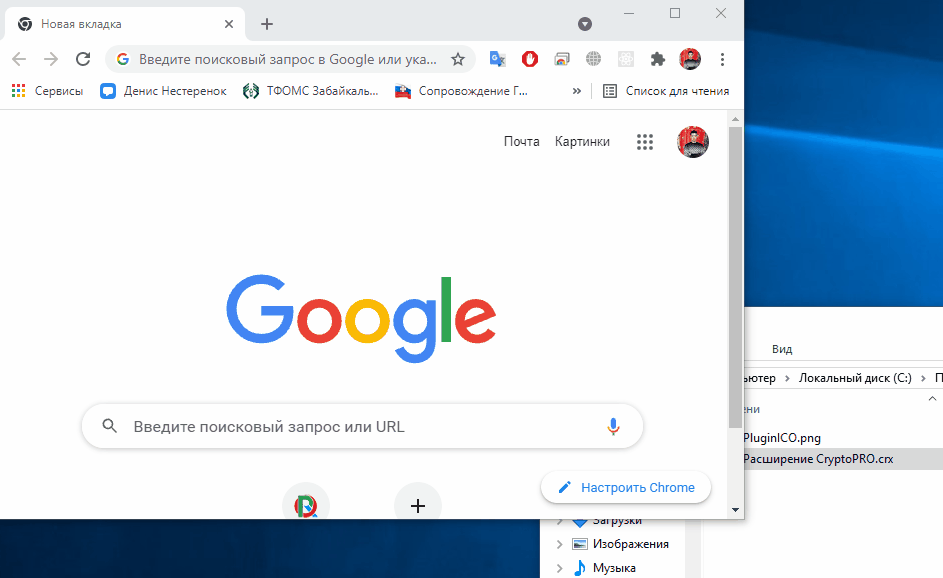 Новая вкладка
Введите поисковый запрос в Google или ука...
Сервисы
Денис Нестеренок
ТФОМС Забайкаль...
Сопровождение Г...
»
Список для чтения
Почта
Картинки
Google
Введите поисковый запрос или URL
Настроить Chrome
Вид
ьютер > Локальный диск (C:) > П
ени
PluginICO.png
Расширение CryptoPRO.crx
Загрузки
Изображения
Музыка